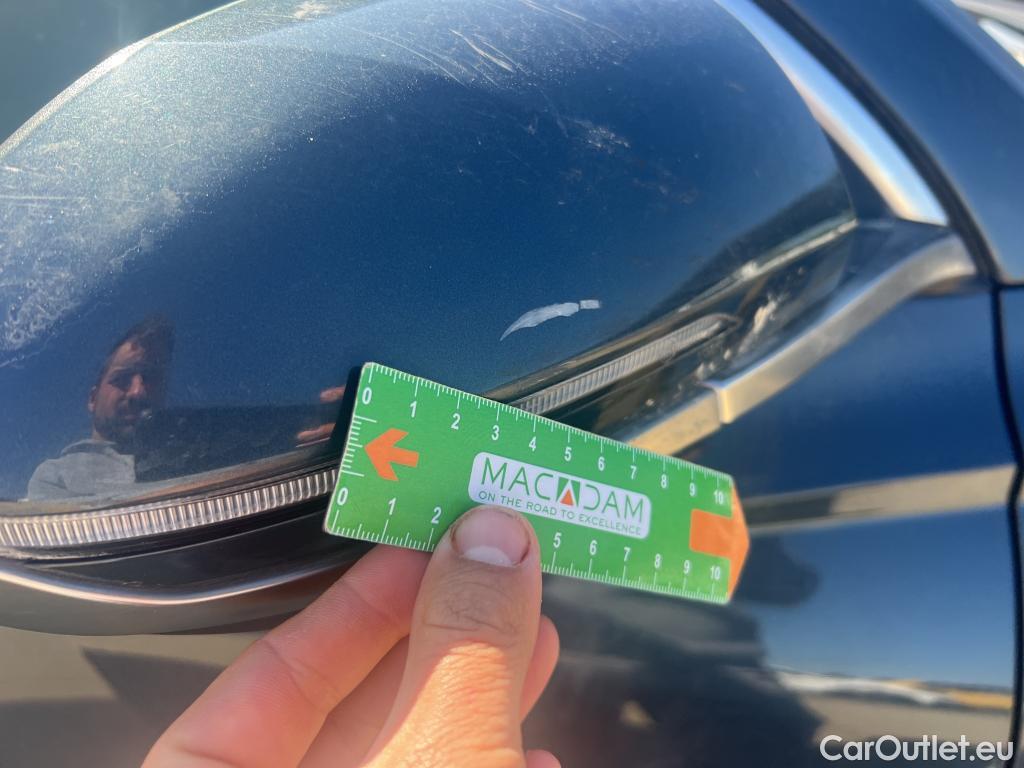 0 1 2 3 4 5 6 7 8 9 10
MACADAM
ON THE ROAD TO EXCELLENCE
0 1 2 5 6 7 8 9 10
CarOutlet.eu